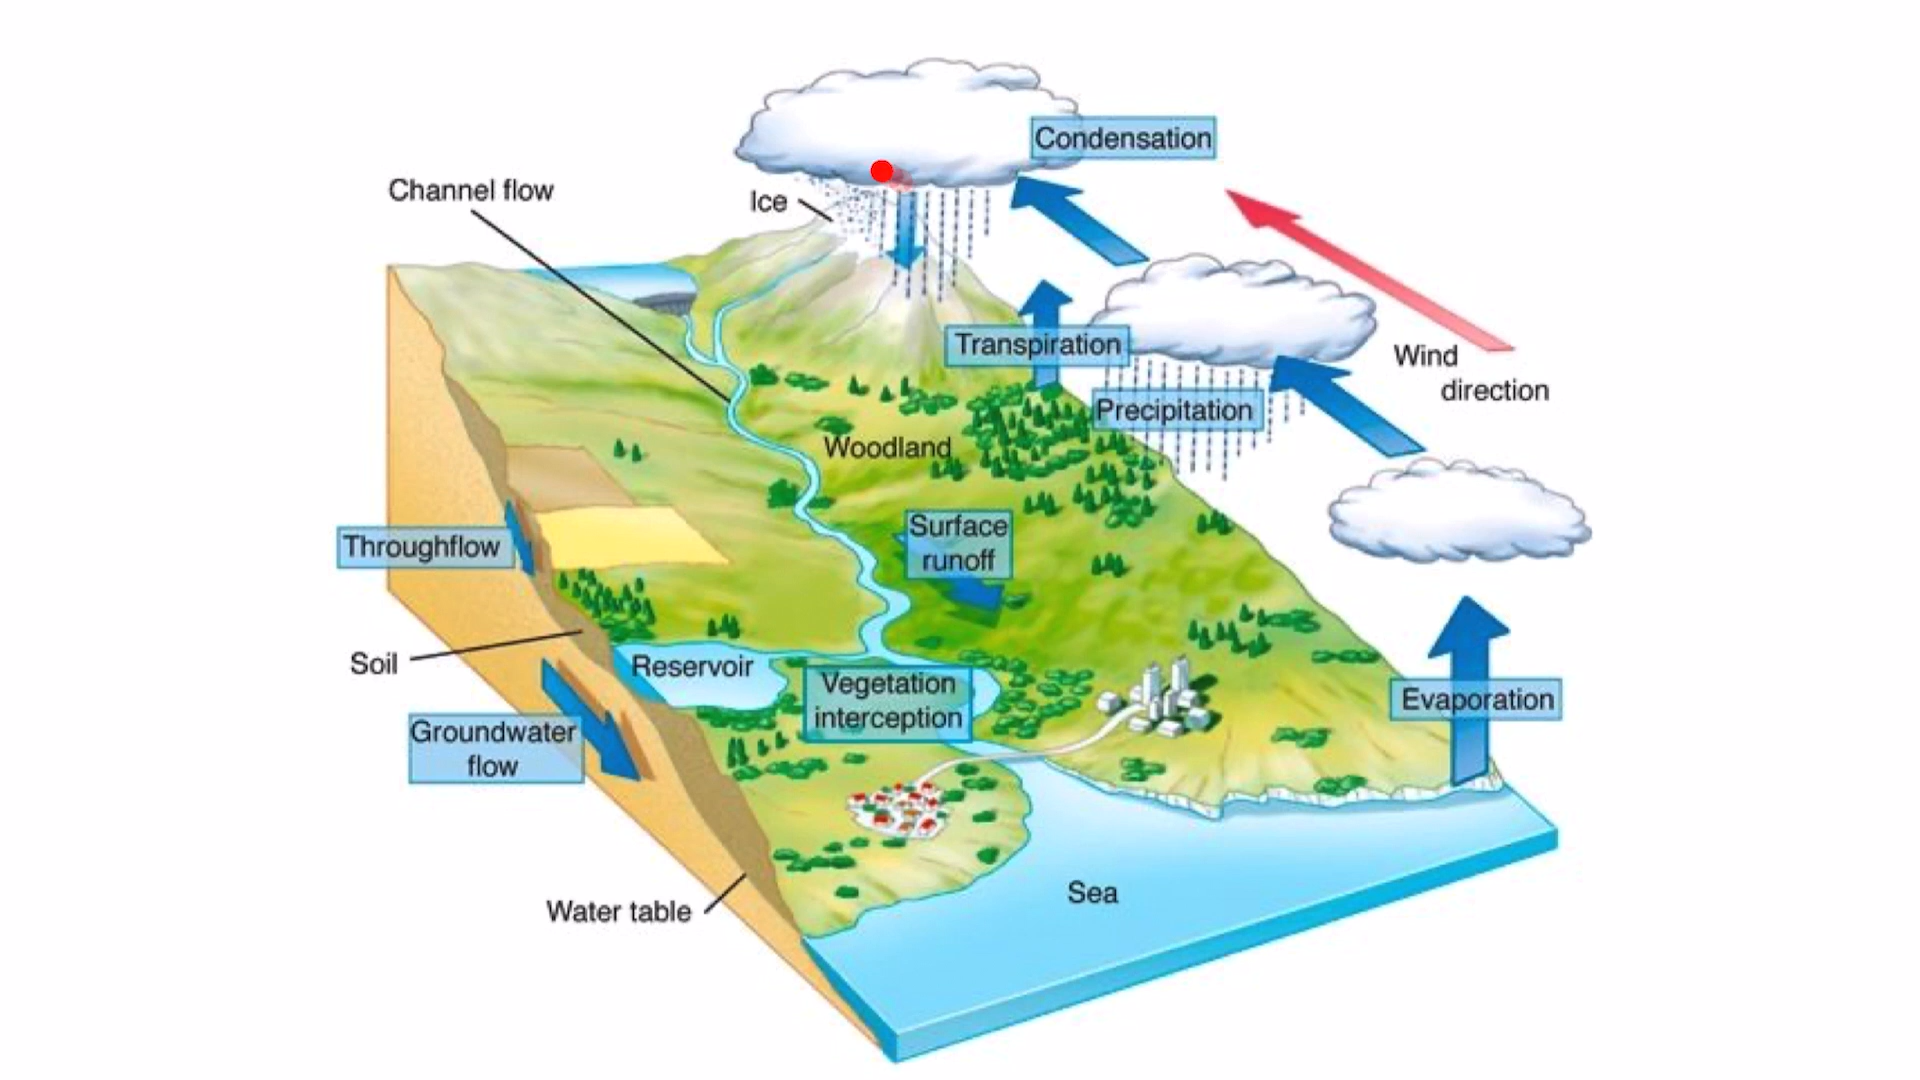 Condensation
Channel flow
Ice
Transpiration
Wind
direction
Precipitation
Woodland
Surface
runoff
Throughflow
Soil
Reservoir
Vegetation
interception
Evaporation
Groundwater
flow
Sea
Water table